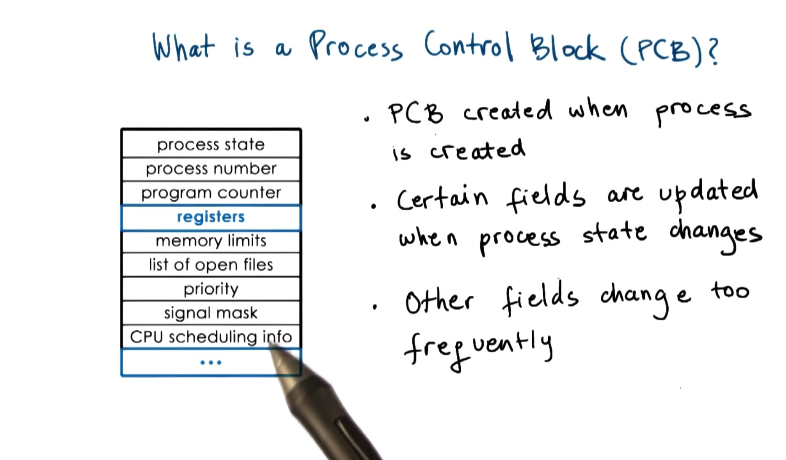 What is a Process Control Block (PCB)?
process state
process number
program counter
registers
memory limits
list of open files
priority
signal mask
CPU scheduling info
...
• PCB created when process
is created
• Certain fields are updated
when process state changes
• Other fields change too
frequently